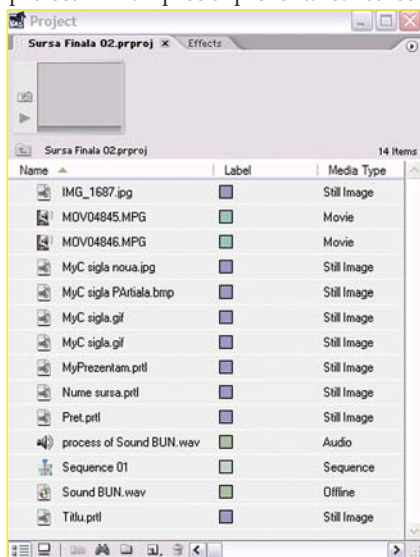 Project
Sursa Finala 02.prproj x Effects
Sursa Finala 02.prproj 14 Items
Name Label Media Type
IMG_1687.jpg Still Image
MOV04845.MPG Movie
MOV04846.MPG Movie
MyC sigla noua.jpg Still Image
MyC sigla PArtiala.bmp Still Image
MyC sigla.gif Still Image
MyC sigla.gif Still Image
MyPrezentam.prtl Still Image
Nume sursa.prtl Still Image
Pret.prtl Still Image
process of Sound BUN.wav Audio
Sequence 01 Sequence
Sound BUN.wav Offline
Titlu.prtl Still Image